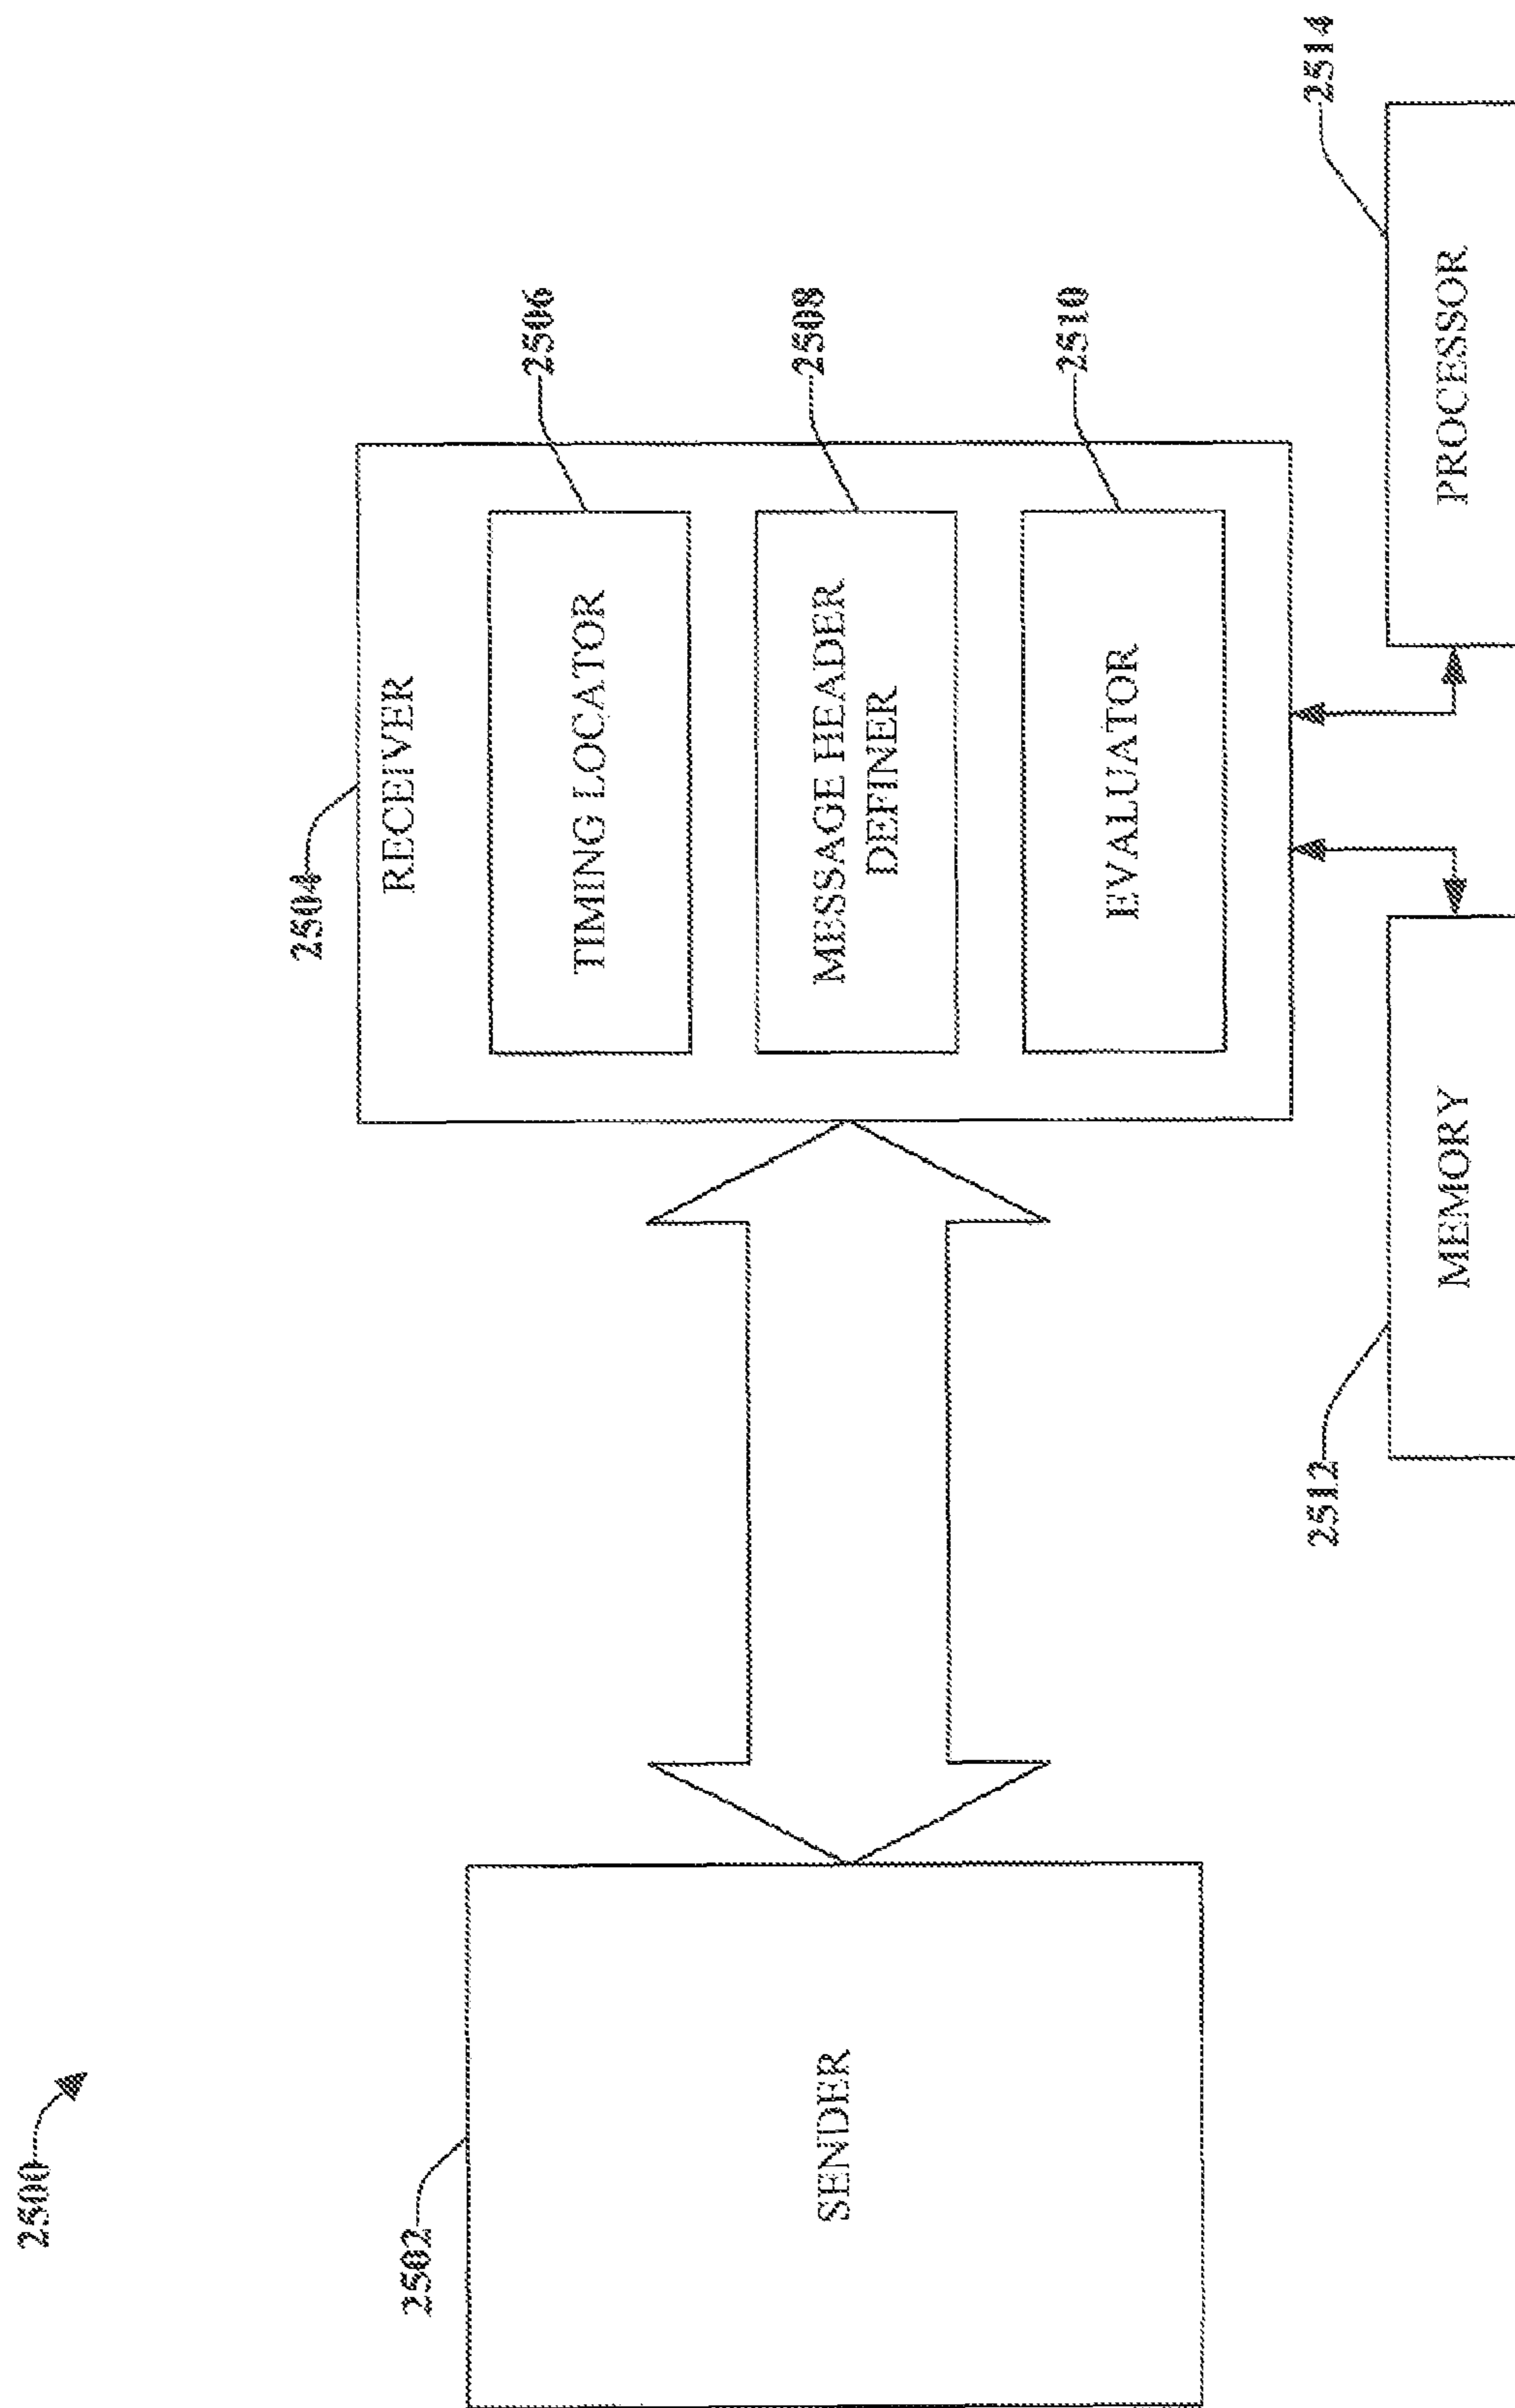 2500
2502
SENDER
2504
RECEIVER
TIMING LOCATOR
2506
MESSAGE HEADER
DEFINER
2508
EVALUATOR
2510
2512
MEMORY
2514
PROCESSOR